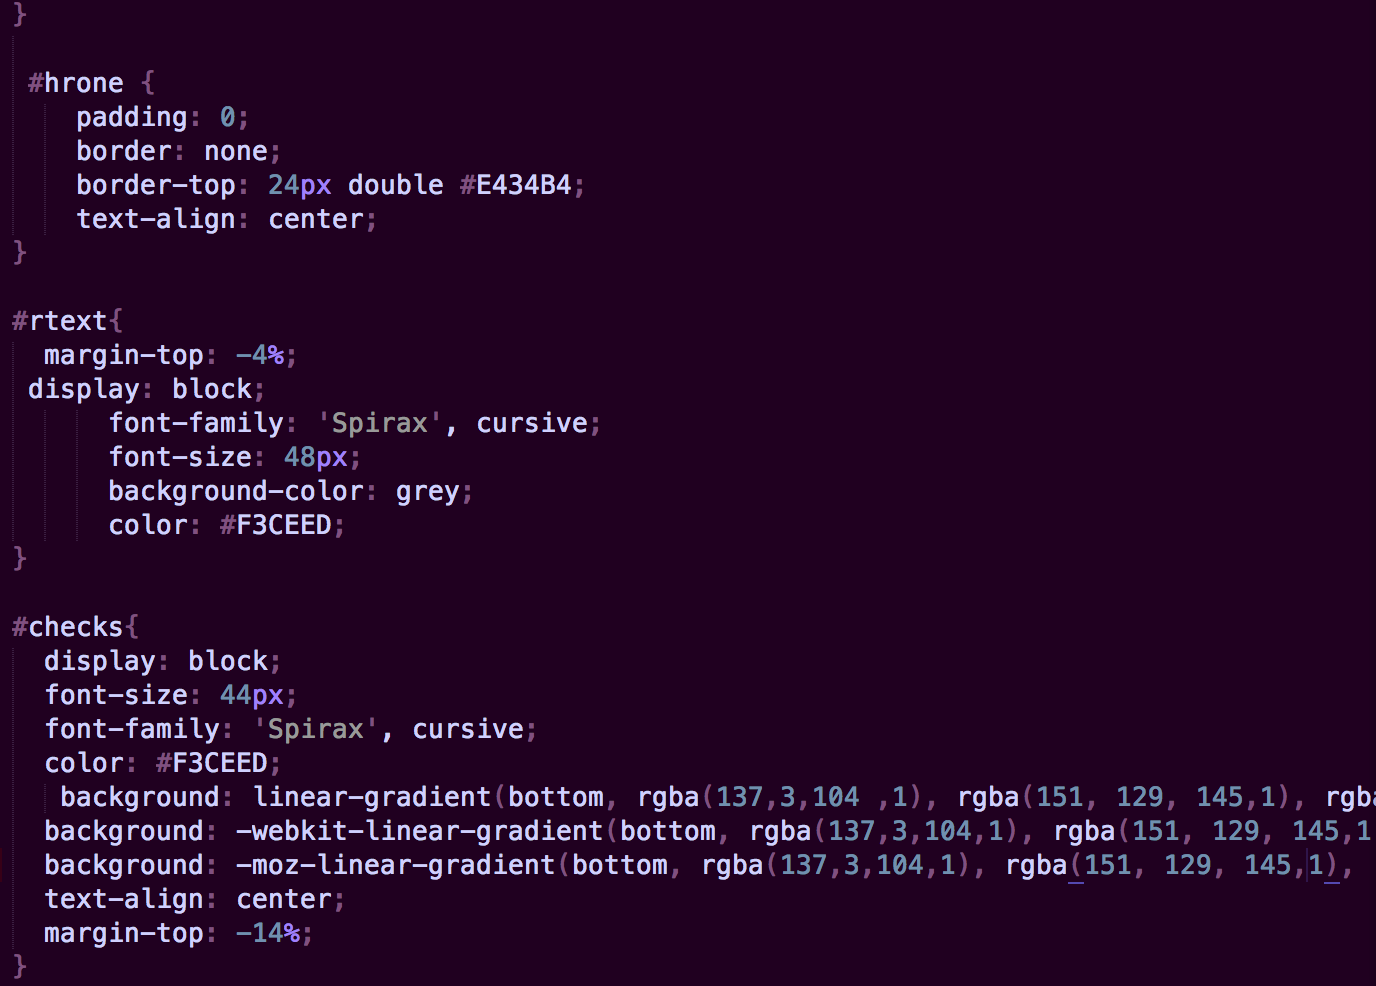 }
#hrone {
padding: 0;
border: none;
border-top: 24px double #E434B4;
text-align: center;
}
#rtext{
margin-top: -4%;
display: block;
font-family: 'Spirax', cursive;
font-size: 48px;
background-color: grey;
color: #F3CEED;
}
#checks{
display: block;
font-size: 44px;
font-family: 'Spirax', cursive;
color: #F3CEED;
background: linear-gradient(bottom, rgba(137,3,104 ,1), rgba(151, 129, 145,1), rgba
background: -webkit-linear-gradient(bottom, rgba(137,3,104,1), rgba(151, 129, 145,1
background: -moz-linear-gradient(bottom, rgba(137,3,104,1), rgba(151, 129, 145,1),
text-align: center;
margin-top: -14%;
}